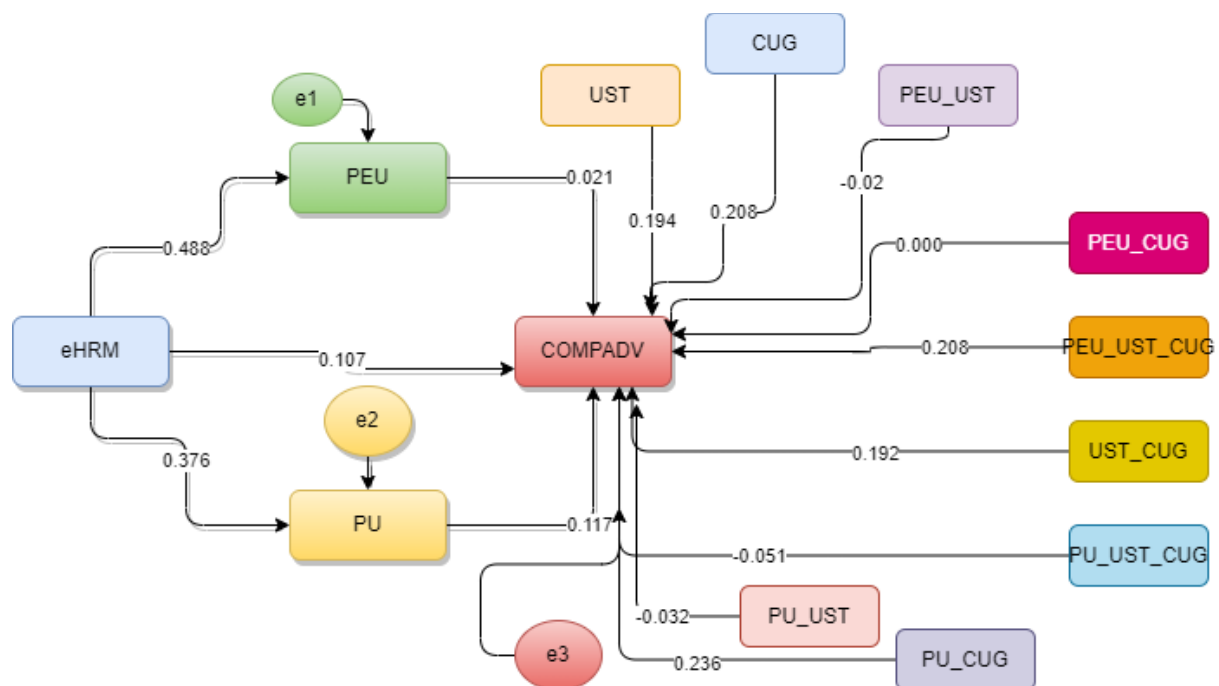 CUG
UST
PEU_UST
e1
PEU
0.021
-0.02
0.194
0.208
PEU_CUG
0.000
0.488
eHRM
0.107
COMPADV
0.208
PEU_UST_CUG
e2
0.376
0.192
UST_CUG
PU
0.117
-0.051
PU_UST_CUG
-0.032
PU_UST
e3
0.236
PU_CUG